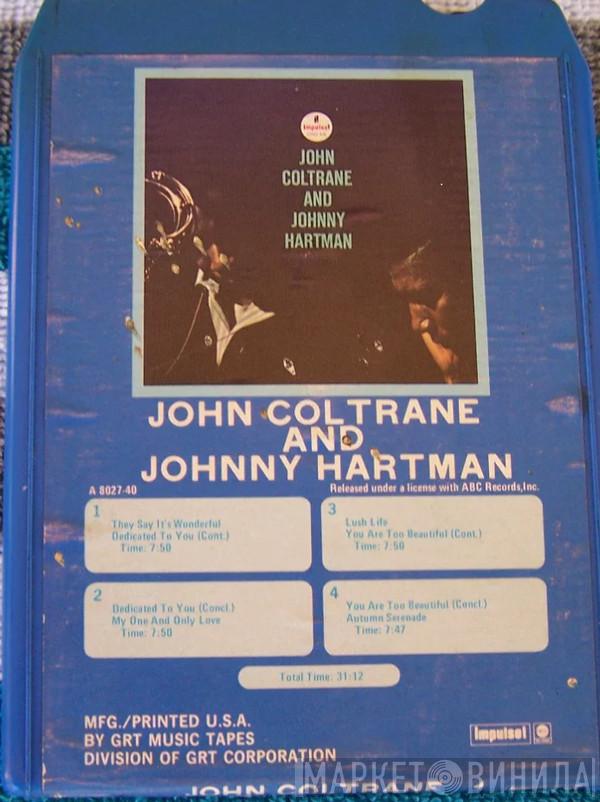 impulse!
JOHN
COLTRANE
AND
JOHNNY
HARTMAN
JOHN COLTRANE
AND
JOHNNY HARTMAN
A 8027-40
Released under a license with ABC Records,Inc.
1
They Say It's Wonderful
Dedicated To You (Cont.)
Time: 7:50
3
Lush Life
You Are Too Beautiful (Cont.)
Time: 7:50
2
Dedicated To You (Concl.)
My One And Only Love
Time: 7:50
4
You Are Too Beautiful (Concl.)
Autumn Serenade
Time: 7:47
Total Time: 31:12
MFG./PRINTED U.S.A.
BY GRT MUSIC TAPES
DIVISION OF GRT CORPORATION
impulse!
JOHN COLTRANE
МАРКЕТ ВИНИЛА